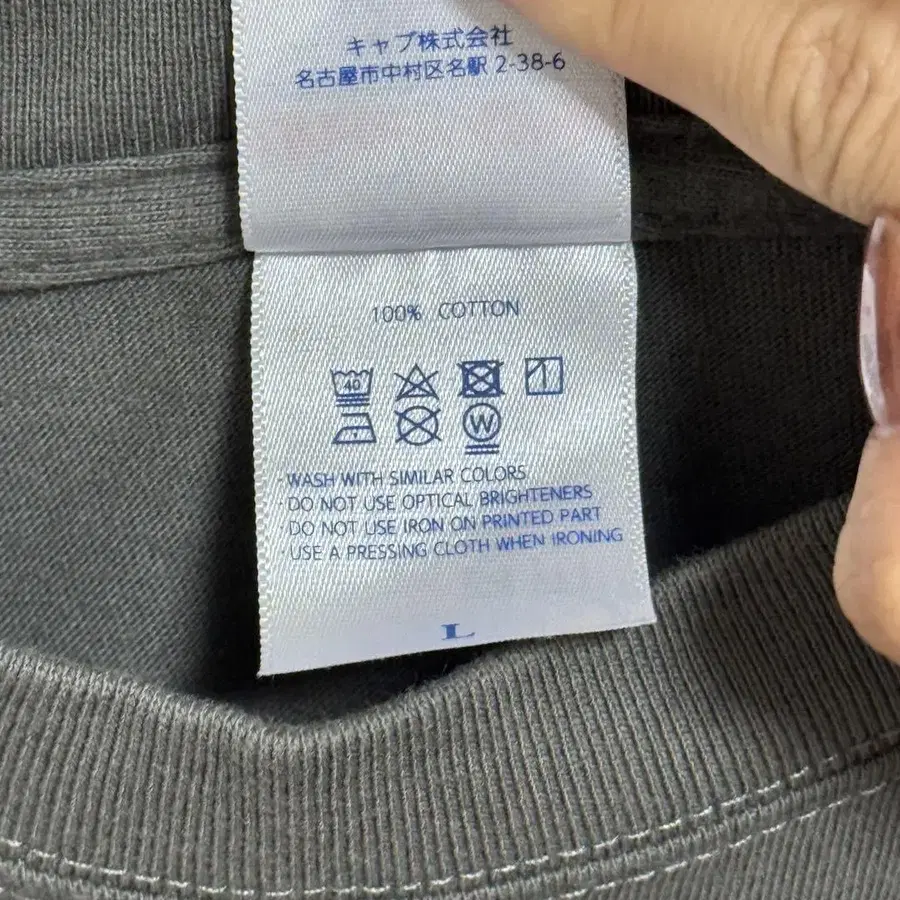 キャブ株式会社
名古屋市中村区名駅 2-38-6
100% COTTON
40
W
WASH WITH SIMILAR COLORS
DO NOT USE OPTICAL BRIGHTENERS
DO NOT USE IRON ON PRINTED PART
USE A PRESSING CLOTH WHEN IRONING
L